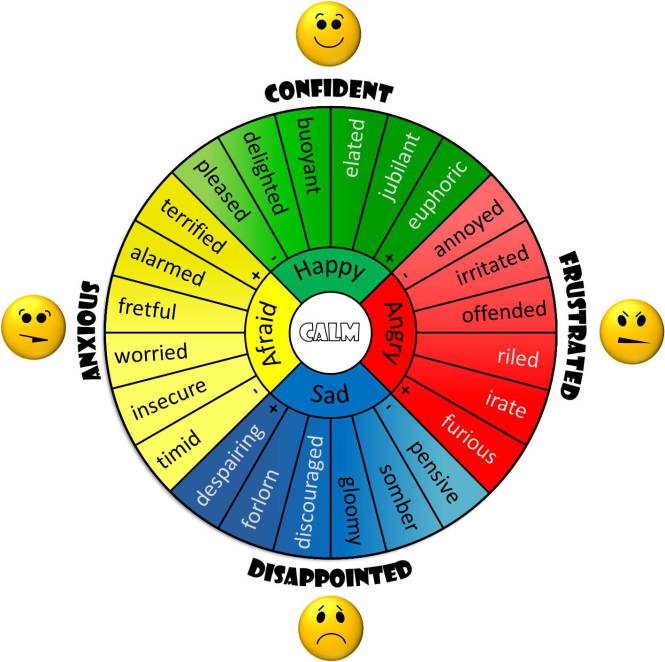 CONFIDENT
pleased
delighted
buoyant
elated
jubilant
euphoric
- +
Happy
annoyed
irritated
offended
riled
irate
furious
- +
Angry
FRUSTRATED
pensive
somber
gloomy
discouraged
forlorn
despairing
- +
Sad
DISAPPOINTED
timid
insecure
worried
fretful
alarmed
terrified
- +
Afraid
ANXIOUS
CALM